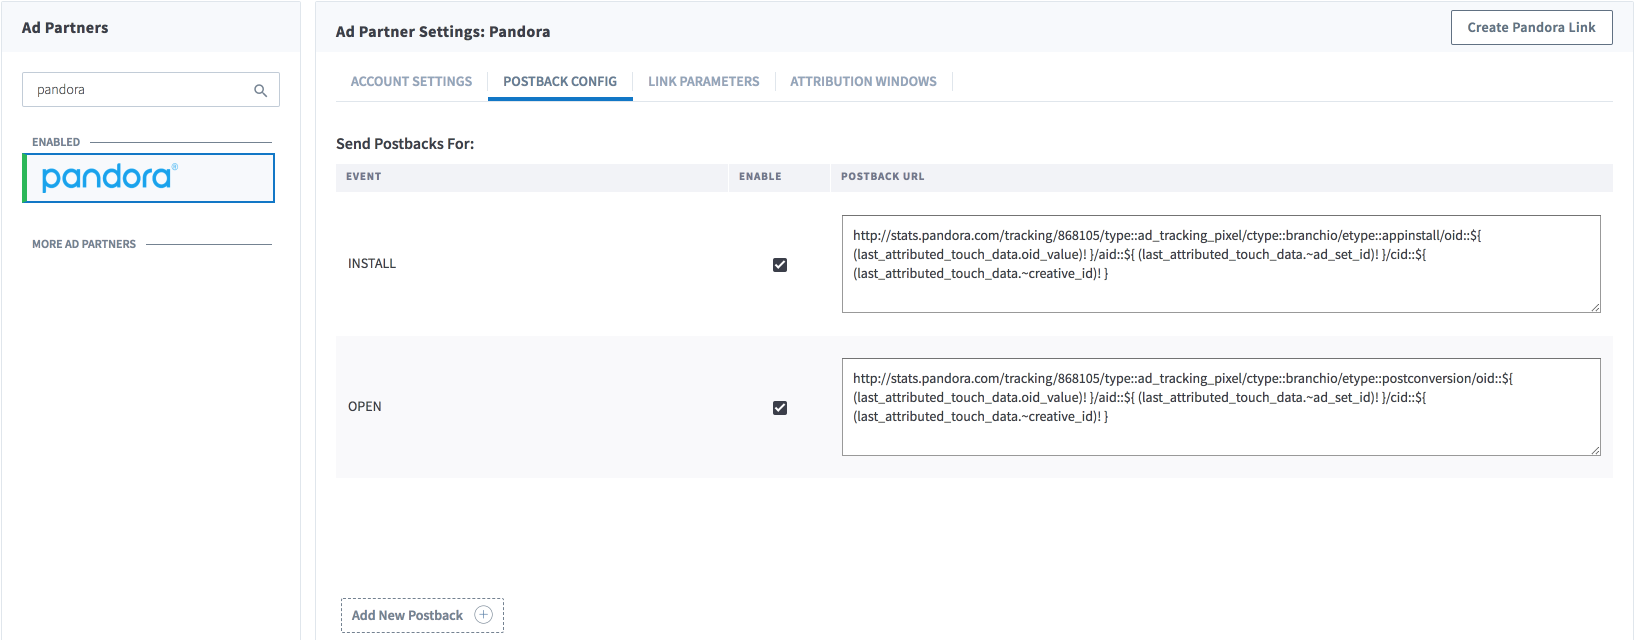 Ad Partners
pandora
ENABLED
pandora®
MORE AD PARTNERS
Ad Partner Settings: Pandora
Create Pandora Link
ACCOUNT SETTINGS
POSTBACK CONFIG
LINK PARAMETERS
ATTRIBUTION WINDOWS
Send Postbacks For:
EVENT
ENABLE
POSTBACK URL
INSTALL
http://stats.pandora.com/tracking/868105/type::ad_tracking_pixel/ctype::branchio/etype::appinstall/oid::${
(last_attributed_touch_data.oid_value)! }/aid::${ (last_attributed_touch_data.~ad_set_id)! }/cid::${
(last_attributed_touch_data.~creative_id)! }
OPEN
http://stats.pandora.com/tracking/868105/type::ad_tracking_pixel/ctype::branchio/etype::postconversion/oid::${
(last_attributed_touch_data.oid_value)! }/aid::${ (last_attributed_touch_data.~ad_set_id)! }/cid::${
(last_attributed_touch_data.~creative_id)! }
Add New Postback